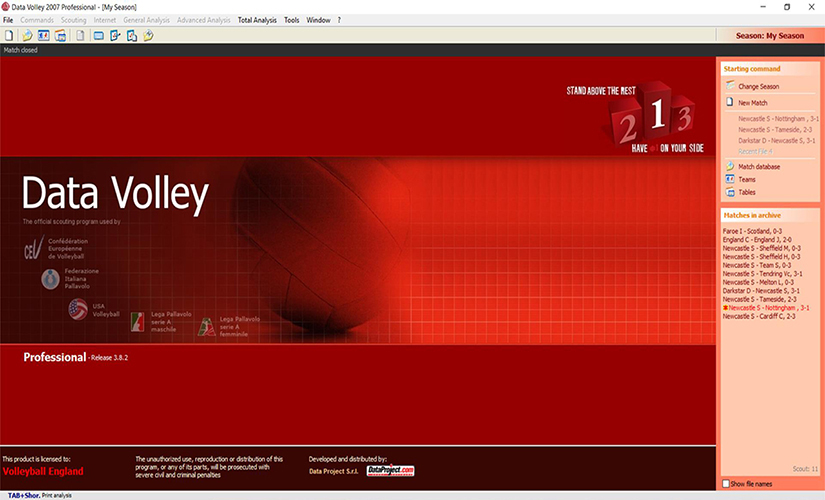 Data Volley 2007 Professional - [My Season]
File Commands Scouting Internet General Analysis Advanced Analysis Total Analysis Tools Window ?
Season: My Season
Match closed
STAND ABOVE THE REST
2 1 3
HAVE #1 ON YOUR SIDE
Data Volley
The official scouting program used by
CEV
Confédération
Européenne
de Volleyball
Federazione
Italiana
Pallavolo
USA
Volleyball
Lega Pallavolo
serie A
maschile
Lega Pallavolo
serie A
femminile
Professional - Release 3.8.2
This product is licensed to:
Volleyball England
The unauthorized use, reproduction or distribution of this
program, or any of its parts, will be prosecuted with
severe civil and criminal penalties
Developed and distributed by:
Data Project S.r.l. DataProject.com
Starting command
Change Season
New Match
Newcastle S - Nottingham , 3-1
Newcastle S - Tameside, 2-3
Darkstar D - Newcastle S, 3-1
Recent File 4
Match database
Teams
Tables
Matches in archive
Faroe I - Scotland, 0-3
England C - England J, 2-0
Newcastle S - Sheffield M, 0-3
Newcastle S - Sheffield H, 0-3
Newcastle S - Team S, 0-3
Newcastle S - Tendring Vc, 3-1
Newcastle S - Melton L, 0-3
Darkstar D - Newcastle S, 3-1
Newcastle S - Tameside, 2-3
Newcastle S - Nottingham , 3-1
Newcastle S - Cardiff C, 2-3
Scout: 11
Show file names
TAB+Shor. Print analysis